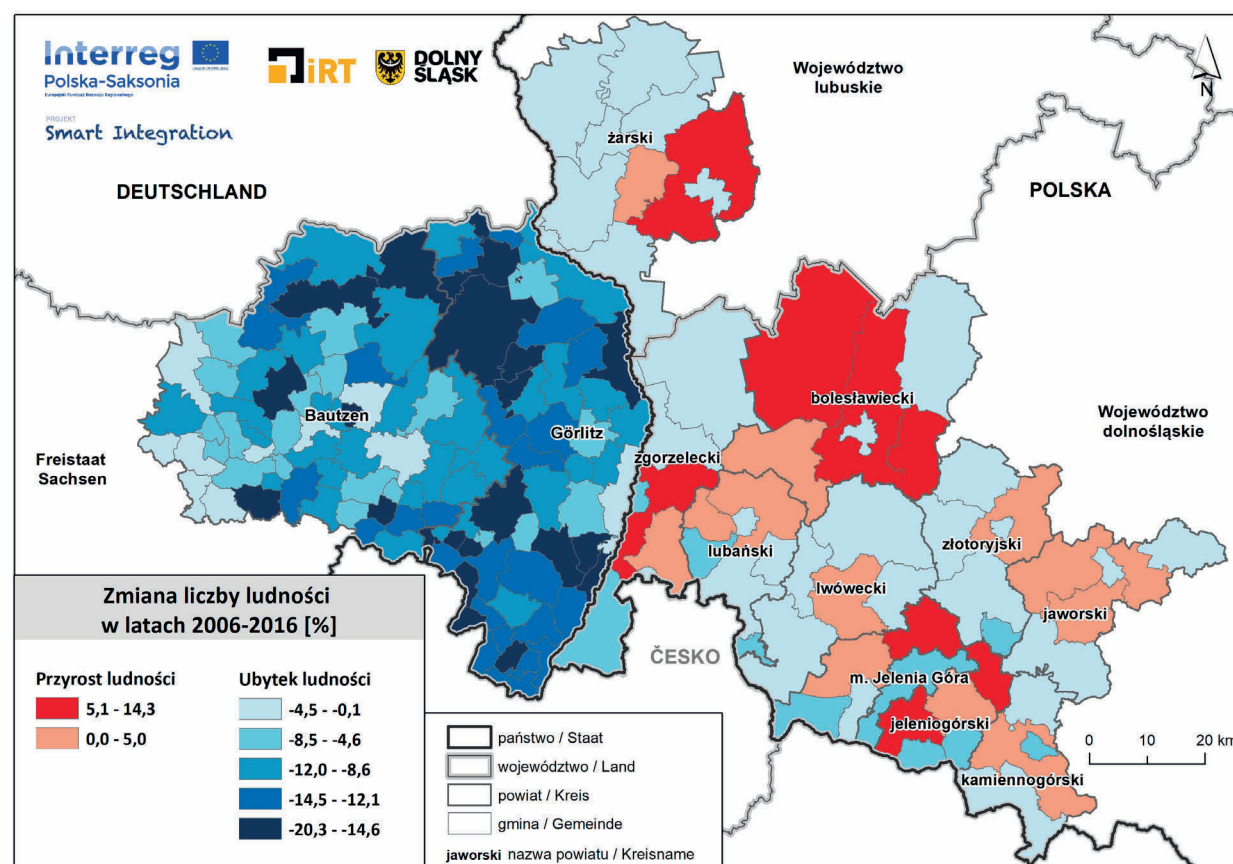 Interreg
Polska-Saksonia
Europejski Fundusz Rozwoju Regionalnego
iRT
DOLNY
ŚLĄSK
PROJEKT
Smart Integration
DEUTSCHLAND
Województwo
lubuskie
N
POLSKA
żarski
bolesławiecki
Województwo
dolnośląskie
Bautzen
Görlitz
Freistaat
Sachsen
zgorzelecki
lubański
złotoryjski
lwówecki
jaworski
ČESKO
m. Jelenia Góra
jeleniogórski
kamiennogórski
0 10 20 km
Zmiana liczby ludności
w latach 2006-2016 [%]
Przyrost ludności
5,1 - 14,3
0,0 - 5,0
Ubytek ludności
-4,5 - -0,1
-8,5 - -4,6
-12,0 - -8,6
-14,5 - -12,1
-20,3 - -14,6
państwo / Staat
województwo / Land
powiat / Kreis
gmina / Gemeinde
jaworski nazwa powiatu / Kreisname